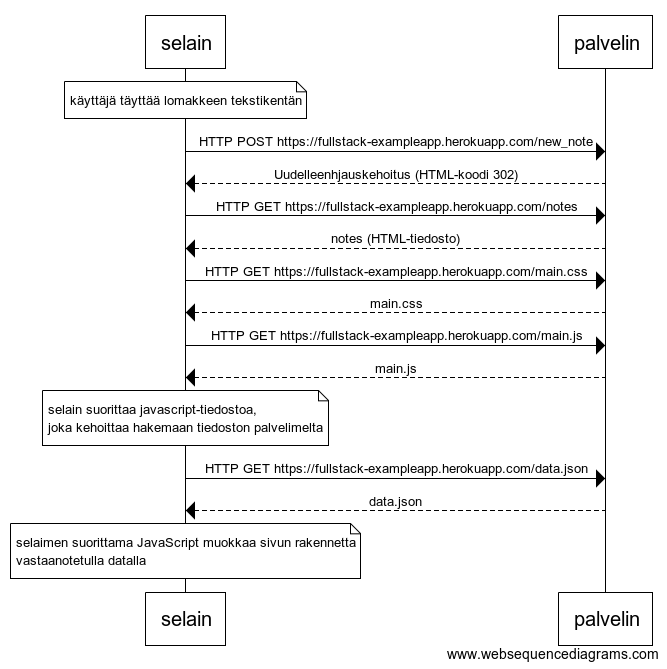 selain
palvelin
käyttäjä täyttää lomakkeen tekstikentän
HTTP POST https://fullstack-exampleapp.herokuapp.com/new_note
Uudelleenhjauskehoitus (HTML-koodi 302)
HTTP GET https://fullstack-exampleapp.herokuapp.com/notes
notes (HTML-tiedosto)
HTTP GET https://fullstack-exampleapp.herokuapp.com/main.css
main.css
HTTP GET https://fullstack-exampleapp.herokuapp.com/main.js
main.js
selain suorittaa javascript-tiedostoa,
joka kehoittaa hakemaan tiedoston palvelimelta
HTTP GET https://fullstack-exampleapp.herokuapp.com/data.json
data.json
selaimen suorittama JavaScript muokkaa sivun rakennetta
vastaanotetulla datalla
selain
palvelin
www.websequencediagrams.com